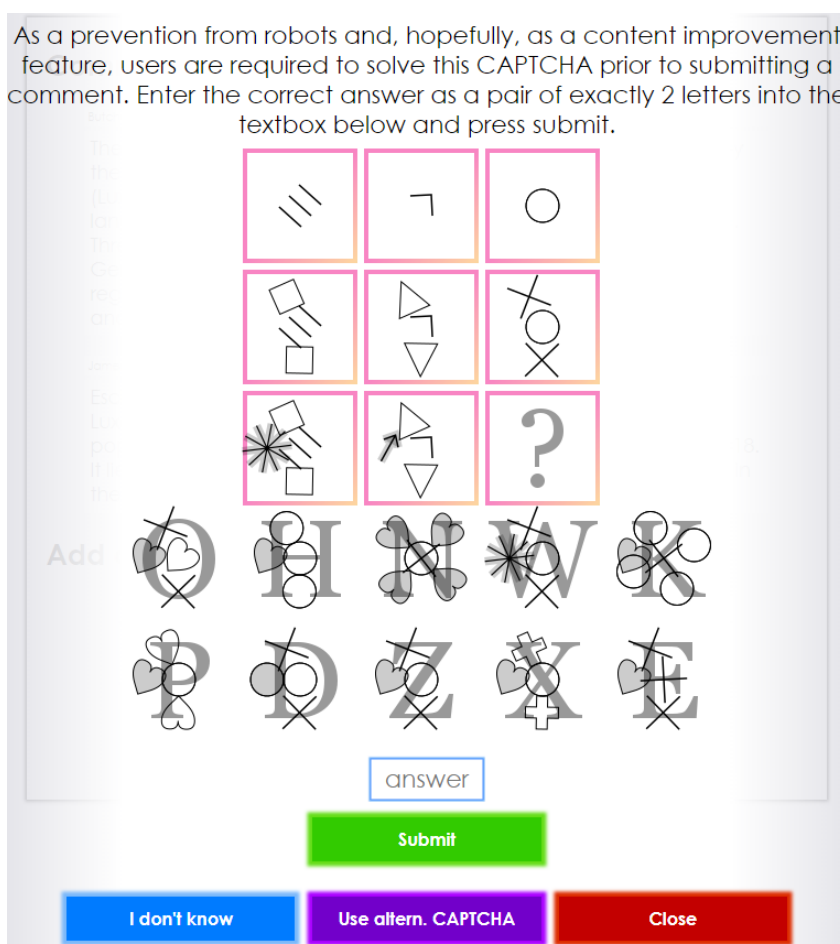 As a prevention from robots and, hopefully, as a content improvement
feature, users are required to solve this CAPTCHA prior to submitting a
comment. Enter the correct answer as a pair of exactly 2 letters into the
textbox below and press submit.
?
O H N W K
P D Z X E
Add
answer
Submit
I don't know
Use altern. CAPTCHA
Close